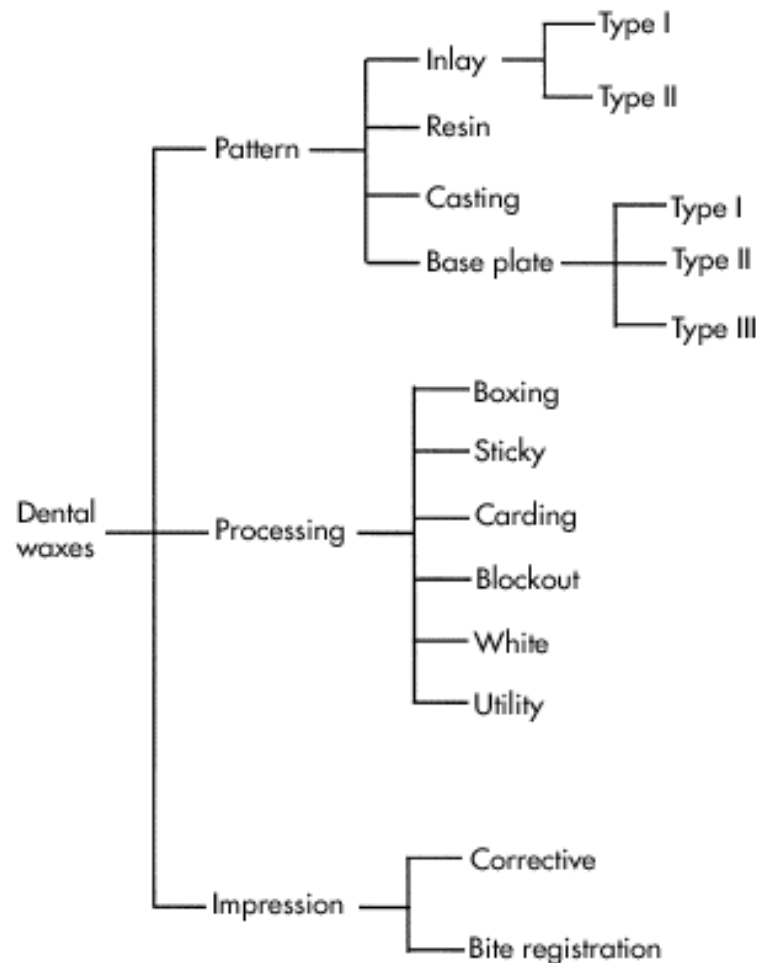 Type I
Inlay
Type II
Pattern
Resin
Casting
Type I
Base plate
Type II
Type III
Boxing
Sticky
Carding
Dental
waxes
Processing
Blockout
White
Utility
Corrective
Impression
Bite registration